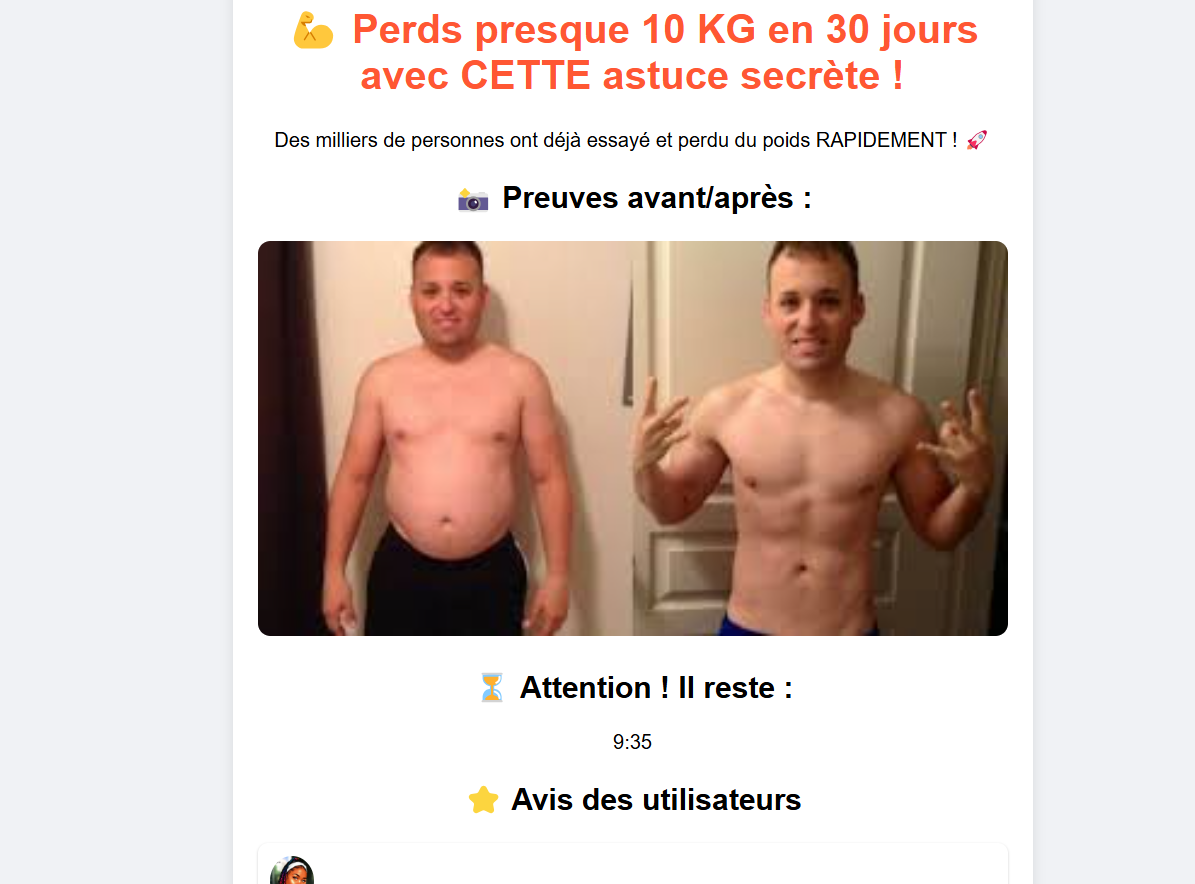 💪 Perds presque 10 KG en 30 jours
avec CETTE astuce secrète !
Des milliers de personnes ont déjà essayé et perdu du poids RAPIDEMENT ! 🚀
📸 Preuves avant/après :
⏳ Attention ! Il reste :
9:35
⭐ Avis des utilisateurs